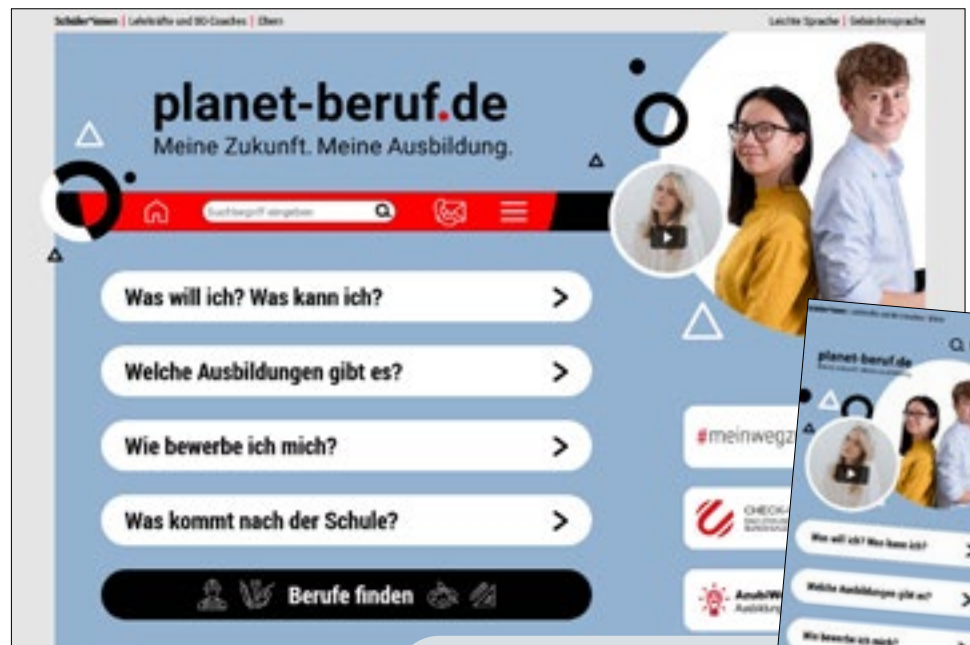 Schüler*innen | Lehrkräfte und BO-Coaches | Eltern
Leichte Sprache | Gebärdensprache
planet-beruf.de
Meine Zukunft. Meine Ausbildung.
Suchbegriff eingeben
Was will ich? Was kann ich?
Welche Ausbildungen gibt es?
Wie bewerbe ich mich?
Was kommt nach der Schule?
Berufe finden
#meinwegz
CHECK-
AzubiW
Ausbildung
planet-beruf.de
Was will ich? Was kann ich?
Welche Ausbildungen gibt es?
Wie bewerbe ich mich?